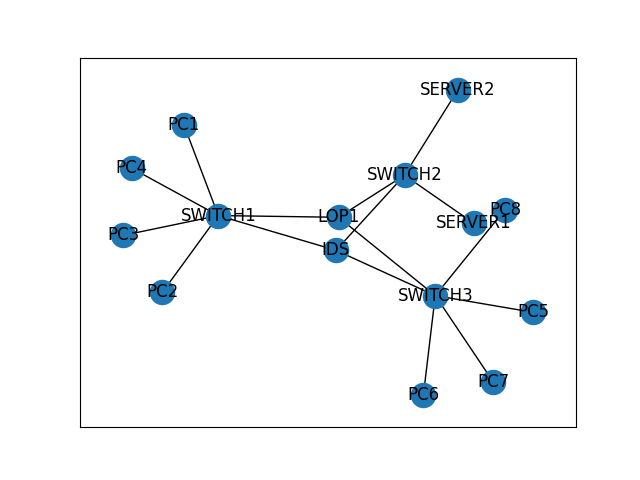 SERVER2
PC1
PC4
SWITCH2
PC8
SWITCH1
LOP1
SERVER1
PC3
IDS
PC2
SWITCH3
PC5
PC7
PC6